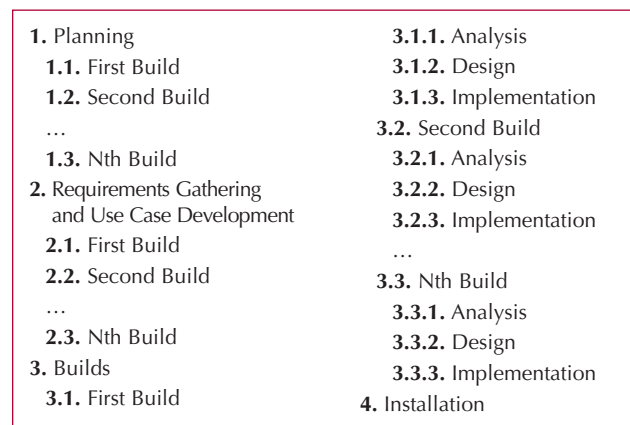 1. Planning
1.1. First Build
1.2. Second Build
…
1.3. Nth Build
2. Requirements Gathering
and Use Case Development
2.1. First Build
2.2. Second Build
…
2.3. Nth Build
3. Builds
3.1. First Build
3.1.1. Analysis
3.1.2. Design
3.1.3. Implementation
3.2. Second Build
3.2.1. Analysis
3.2.2. Design
3.2.3. Implementation
…
3.3. Nth Build
3.3.1. Analysis
3.3.2. Design
3.3.3. Implementation
4. Installation